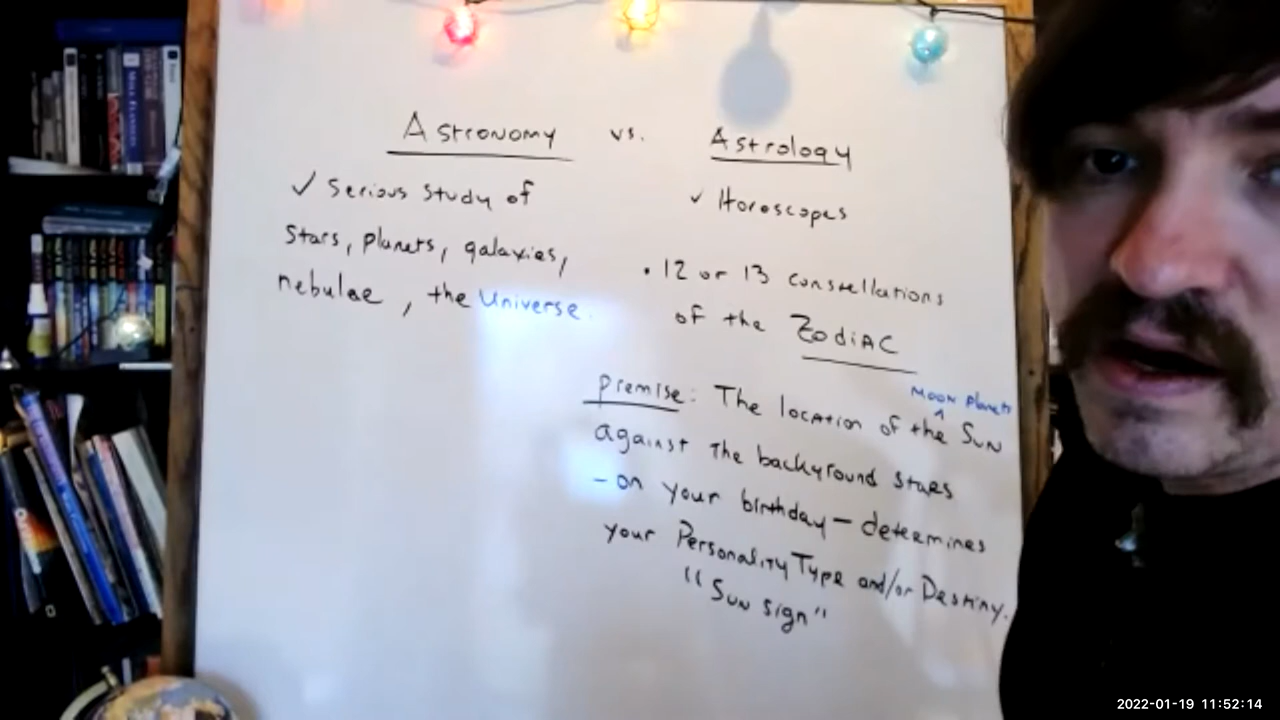 Astronomy vs. Astrology
✓ Serious study of
Stars, planets, galaxies,
nebulae, the Universe.
✓ Horoscopes
• 12 or 13 constellations
of the ZodiAC
Moon Planets
premise: The location of the ^ Sun
against the background stars
- on your birthday - determines
your Personality Type and/or Destiny.
"Sun sign"
2022-01-19 11:52:14